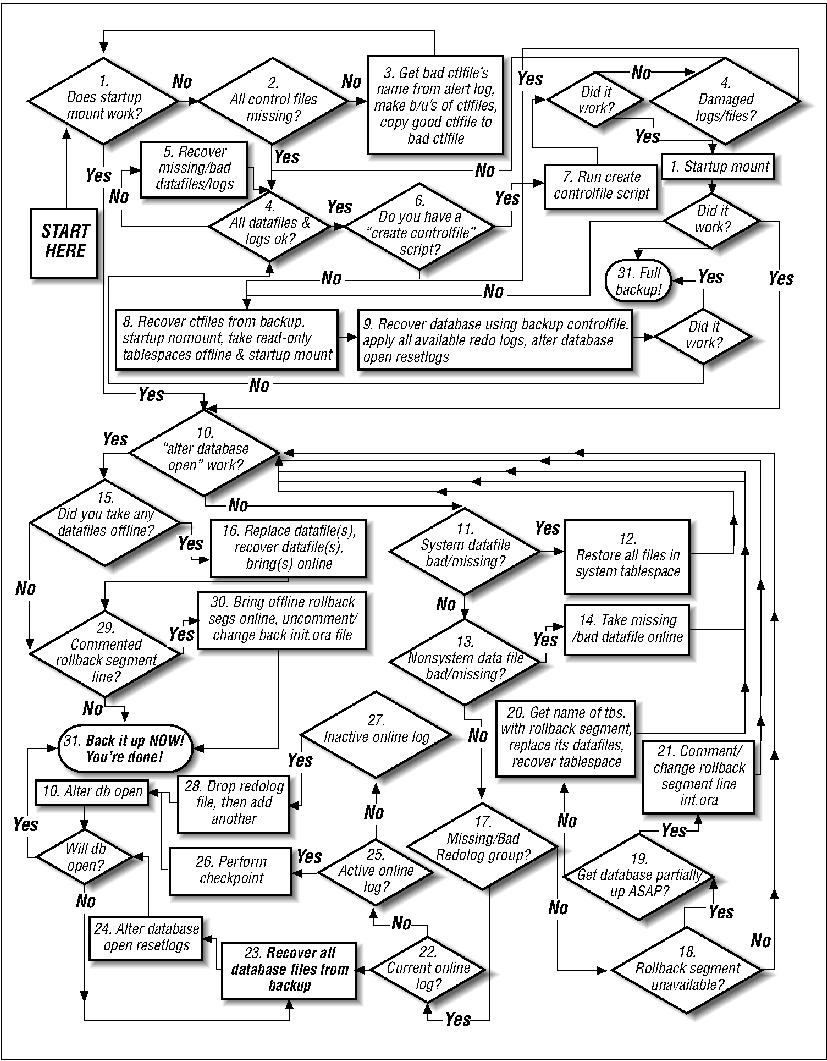 1.
Does startup
mount work?
No
2.
All control files
missing?
No
3. Get bad ctlfile's
name from alert log,
make b/u's of ctlfiles,
copy good ctlfile to
bad ctlfile
Yes
Did it
work?
No
4.
Damaged
logs/files?
Yes
1. Startup mount
Yes
5. Recover
missing/bad
datafiles/logs
Yes
No
No
START
HERE
4.
All datafiles &
logs ok?
Yes
6.
Do you have a
"create controlfile"
script?
Yes
7. Run create
controlfile script
Did it
work?
No
No
31. Full
backup!
Yes
Yes
8. Recover ctfiles from backup.
startup nomount, take read-only
tablespaces offline & startup mount
9. Recover database using backup controlfile.
apply all available redo logs, alter database
open resetlogs
Did it
work?
No
Yes
10.
"alter database
open" work?
Yes
No
15.
Did you take any
datafiles offline?
Yes
16. Replace datafile(s),
recover datafile(s).
bring(s) online
11.
System datafile
bad/missing?
Yes
12.
Restore all files in
system tablespace
No
No
30. Bring offline rollback
segs online, uncomment/
change back init.ora file
29.
Commented
rollback segment
line?
Yes
13.
Nonsystem data file
bad/missing?
Yes
14. Take missing
/bad datafile online
No
No
31. Back it up NOW!
You're done!
27.
Inactive online log
20. Get name of tbs.
with rollback segment,
replace its datafiles,
recover tablespace
21. Comment/
change rollback
segment line
int.ora
10. Alter db open
28. Drop redolog
file, then add
another
Yes
Yes
No
17.
Missing/Bad
Redolog group?
No
Yes
Will db
open?
26. Perform
checkpoint
Yes
25.
Active online
log?
19.
Get database partially
up ASAP?
No
No
No
Yes
24. Alter database
open resetlogs
23. Recover all
database files from
backup
22.
Current online
log?
18.
Rollback segment
unavailable?
No
Yes